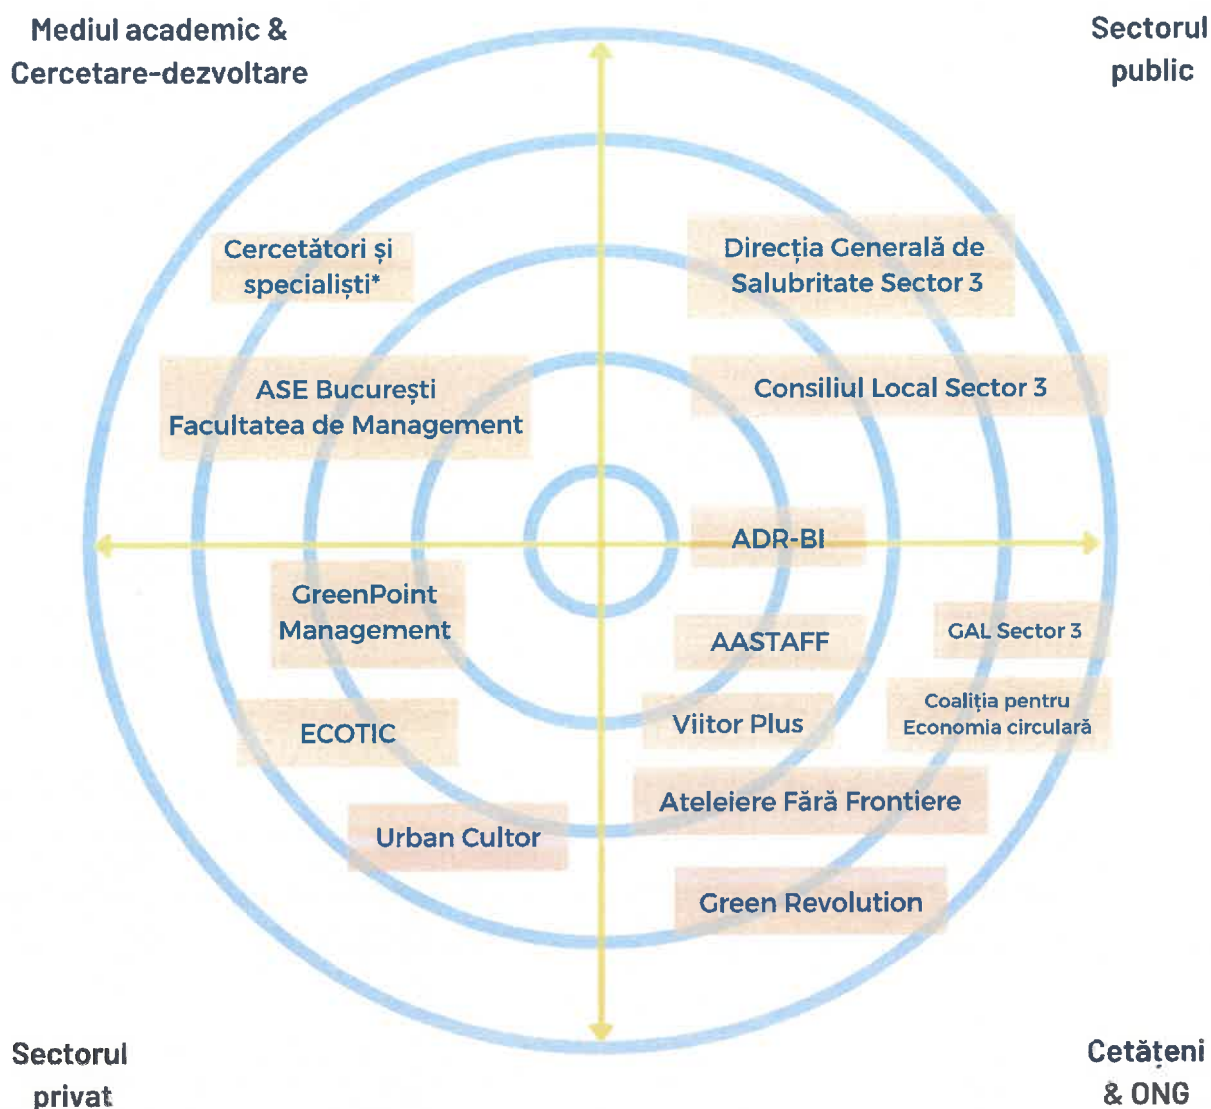 Mediul academic &
Cercetare-dezvoltare
Sectorul
public
Cercetători și
specialiști*
Direcția Generală de
Salubritate Sector 3
ASE București
Facultatea de Management
Consiliul Local Sector 3
ADR-BI
GreenPoint
Management
AASTAFF
GAL Sector 3
ECOTIC
Viitor Plus
Coaliția pentru
Economia circulară
Ateleiere Fără Frontiere
Urban Cultor
Green Revolution
Sectorul
privat
Cetățeni
& ONG